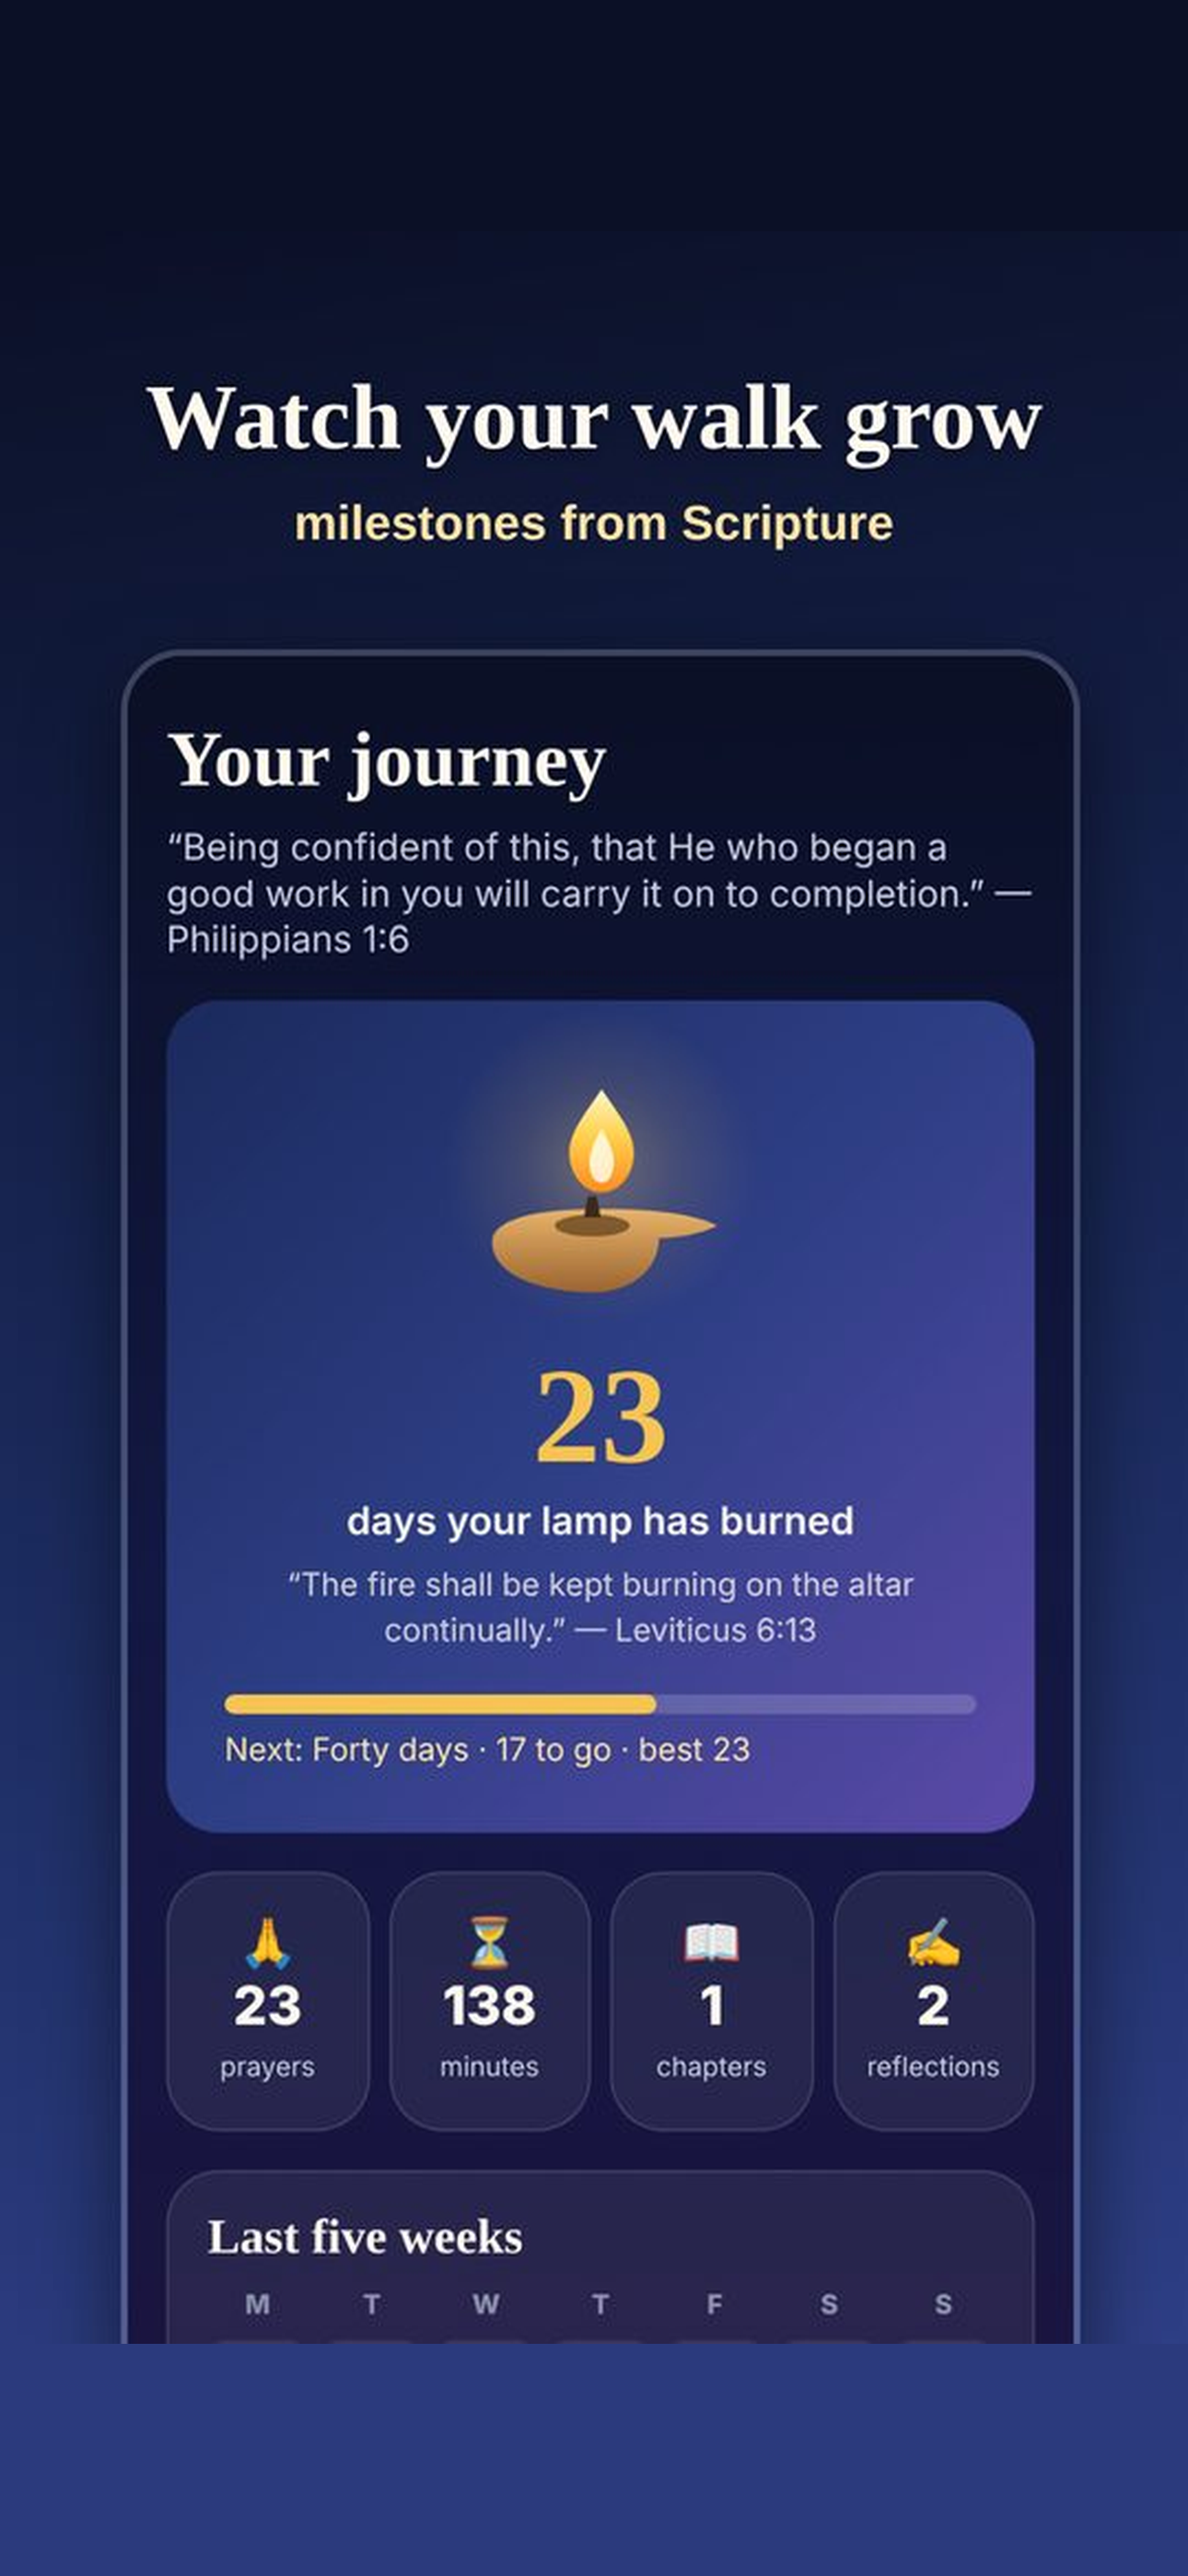 Watch your walk grow
milestones from Scripture
Your journey
“Being confident of this, that He who began a
good work in you will carry it on to completion.” —
Philippians 1:6
23
days your lamp has burned
“The fire shall be kept burning on the altar
continually.” — Leviticus 6:13
Next: Forty days · 17 to go · best 23
23 138 1 2
prayers minutes chapters reflections
Last five weeks
M T W T F S S